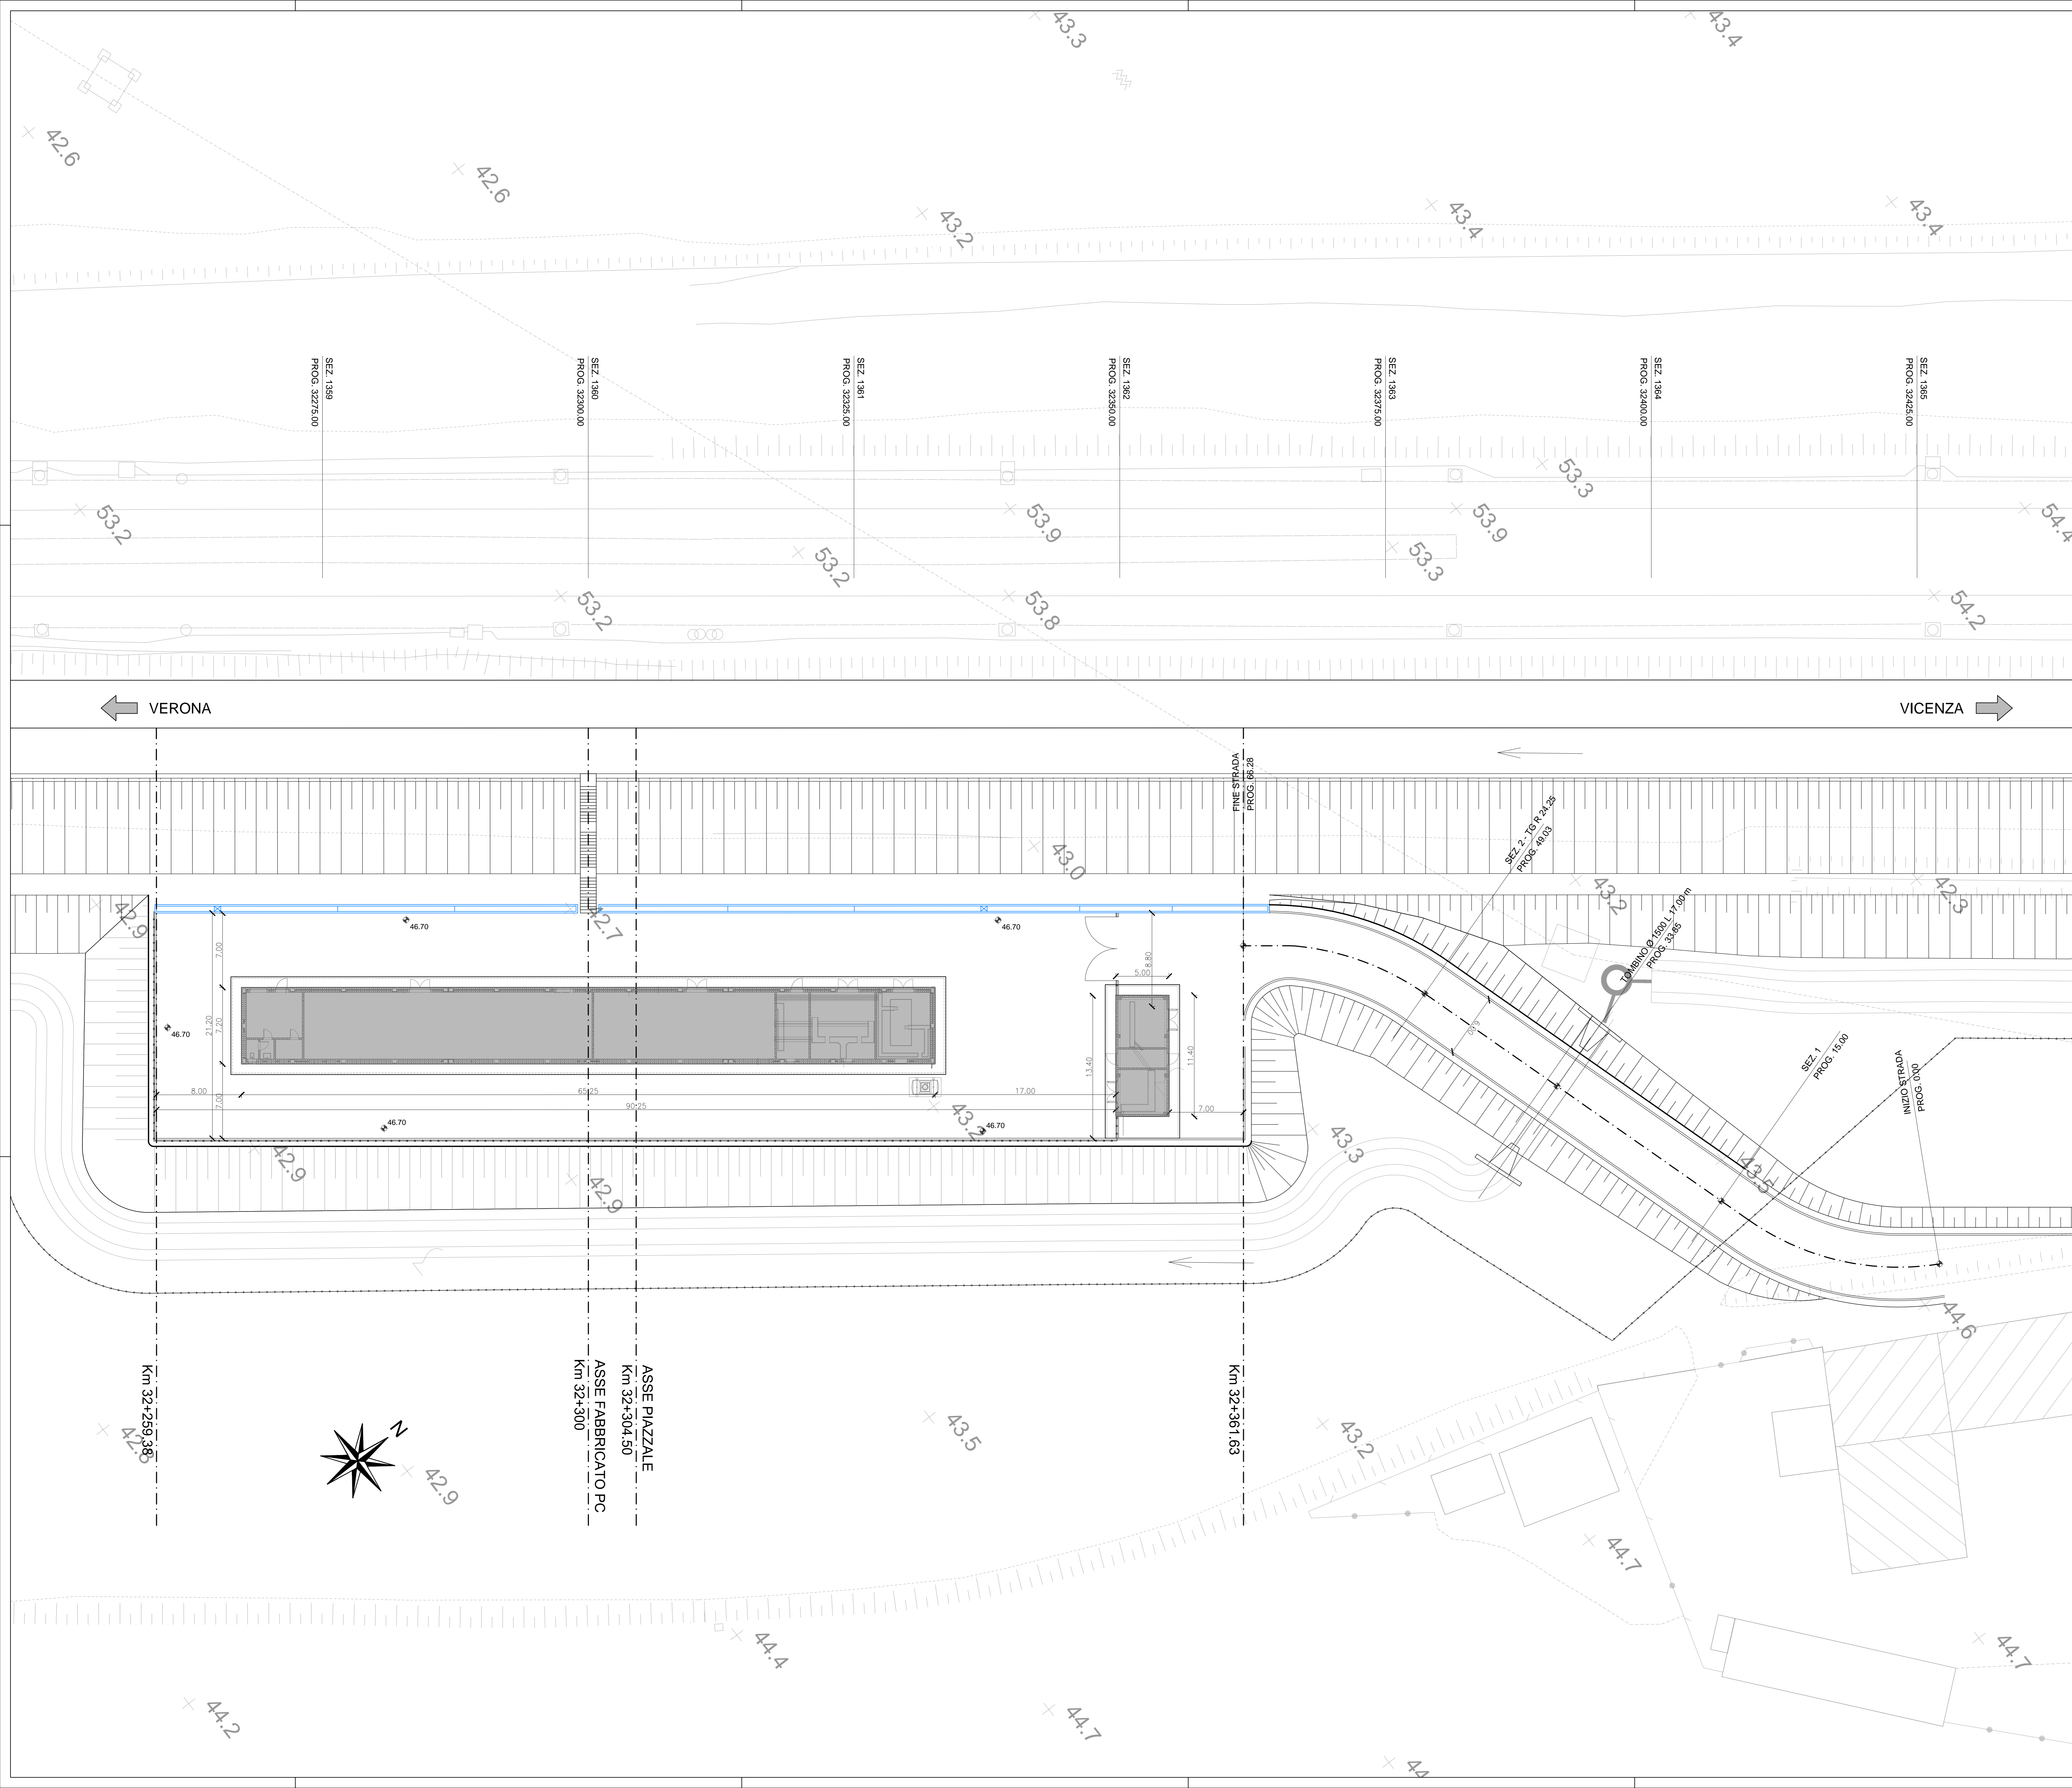 43.3
43.4
42.6
42.6
43.2
43.4
43.4
SEZ. 1359
PROG. 32275.00
SEZ. 1360
PROG. 32300.00
SEZ. 1361
PROG. 32325.00
SEZ. 1362
PROG. 32350.00
SEZ. 1363
PROG. 32375.00
SEZ. 1364
PROG. 32400.00
SEZ. 1365
PROG. 32425.00
53.3
53.2
53.9
53.9
54.4
53.2
53.3
53.2
53.8
54.2
VERONA
VICENZA
FINE STRADA
PROG. 66.28
SEZ. 2 - TG R 24.25
PROG. 49.03
43.0
43.2
42.3
TOMBINO Ø 1500 L 17.00 m
PROG. 33.65
42.9
42.7
46.70
46.70
7.00
8.80
5.00
21.20
7.20
46.70
6.60
13.40
11.40
SEZ. 1
PROG. 15.00
INIZIO STRADA
PROG. 0.00
8.00
7.00
65.25
17.00
90.25
7.00
43.2
46.70
46.70
43.3
42.9
42.9
43.5
44.6
Km 32+259.38
ASSE FABBRICATO PC
Km 32+300
ASSE PIAZZALE
Km 32+304.50
Km 32+361.63
N
42.8
42.9
43.5
43.2
44.7
44.4
44.7
44.2
44.7
44